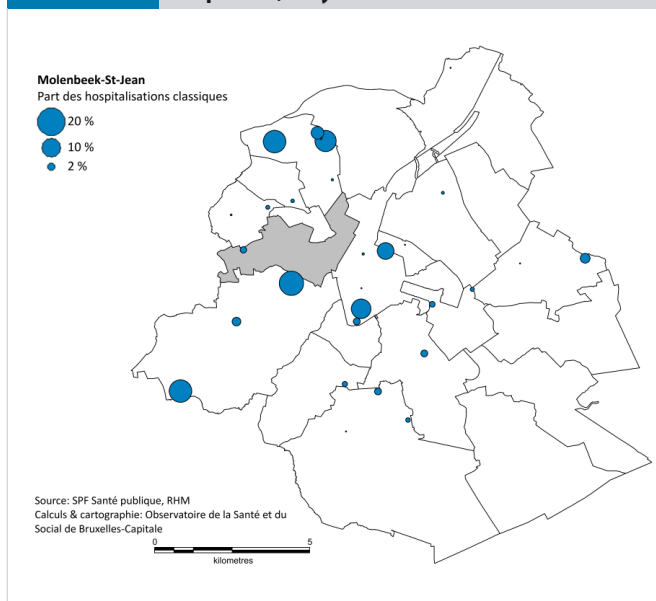 Molenbeek-St-Jean
Part des hospitalisations classiques
20 %
10 %
2 %
Source: SPF Santé publique, RHM
Calculs & cartographie: Observatoire de la Santé et du
Social de Bruxelles-Capitale
0 5
kilometres